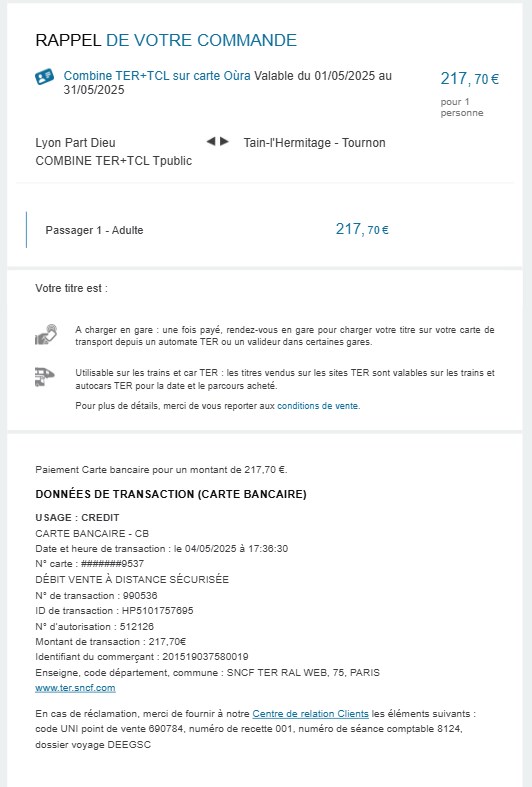 RAPPEL DE VOTRE COMMANDE
Combine TER+TCL sur carte Oùra Valable du 01/05/2025 au
31/05/2025
217, 70 €
pour 1
personne
Lyon Part Dieu ◀ ▶ Tain-l'Hermitage - Tournon
COMBINE TER+TCL Tpublic
Passager 1 - Adulte 217, 70 €
Votre titre est :
A charger en gare : une fois payé, rendez-vous en gare pour charger votre titre sur votre carte de
transport depuis un automate TER ou un valideur dans certaines gares.
Utilisable sur les trains et car TER : les titres vendus sur les sites TER sont valables sur les trains et
autocars TER pour la date et le parcours acheté.
Pour plus de détails, merci de vous reporter aux conditions de vente.
Paiement Carte bancaire pour un montant de 217,70 €.
DONNÉES DE TRANSACTION (CARTE BANCAIRE)
USAGE : CREDIT
CARTE BANCAIRE - CB
Date et heure de transaction : le 04/05/2025 à 17:36:30
N° carte : #######9537
DÉBIT VENTE À DISTANCE SÉCURISÉE
N° de transaction : 990536
ID de transaction : HP5101757695
N° d'autorisation : 512126
Montant de transaction : 217,70€
Identifiant du commerçant : 201519037580019
Enseigne, code département, commune : SNCF TER RAL WEB, 75, PARIS
www.ter.sncf.com
En cas de réclamation, merci de fournir à notre Centre de relation Clients les éléments suivants :
code UNI point de vente 690784, numéro de recette 001, numéro de séance comptable 8124,
dossier voyage DEEGSC